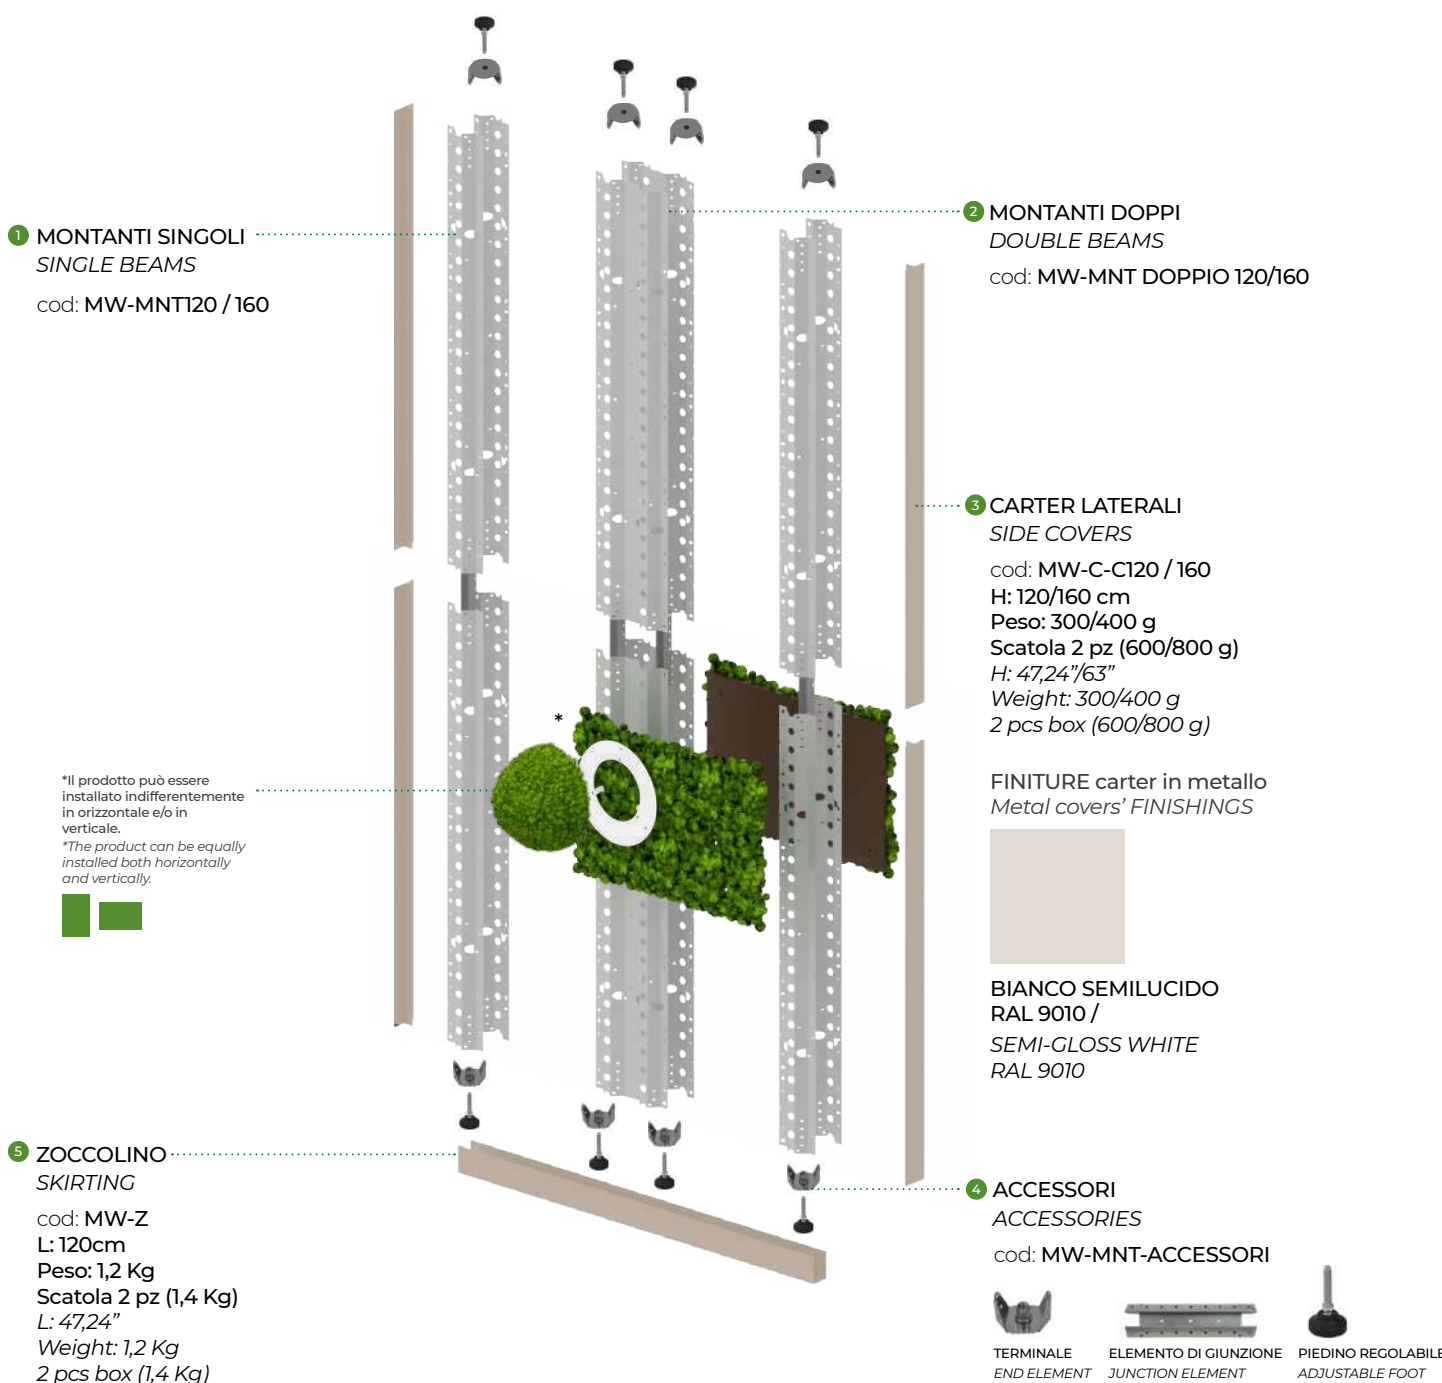 1 MONTANTI SINGOLI
SINGLE BEAMS
cod: MW-MNT120 / 160
2 MONTANTI DOPPI
DOUBLE BEAMS
cod: MW-MNT DOPPIO 120/160
3 CARTER LATERALI
SIDE COVERS
cod: MW-C-C120 / 160
H: 120/160 cm
Peso: 300/400 g
Scatola 2 pz (600/800 g)
H: 47,24”/63”
Weight: 300/400 g
2 pcs box (600/800 g)
FINITURE carter in metallo
Metal covers’ FINISHINGS
BIANCO SEMILUCIDO
RAL 9010 /
SEMI-GLOSS WHITE
RAL 9010
*
*Il prodotto può essere
installato indifferentemente
in orizzontale e/o in
verticale.
*The product can be equally
installed both horizontally
and vertically.
5 ZOCCOLINO
SKIRTING
cod: MW-Z
L: 120cm
Peso: 1,2 Kg
Scatola 2 pz (1,4 Kg)
L: 47,24”
Weight: 1,2 Kg
2 pcs box (1,4 Kg)
4 ACCESSORI
ACCESSORIES
cod: MW-MNT-ACCESSORI
TERMINALE
END ELEMENT
ELEMENTO DI GIUNZIONE
JUNCTION ELEMENT
PIEDINO REGOLABILE
ADJUSTABLE FOOT